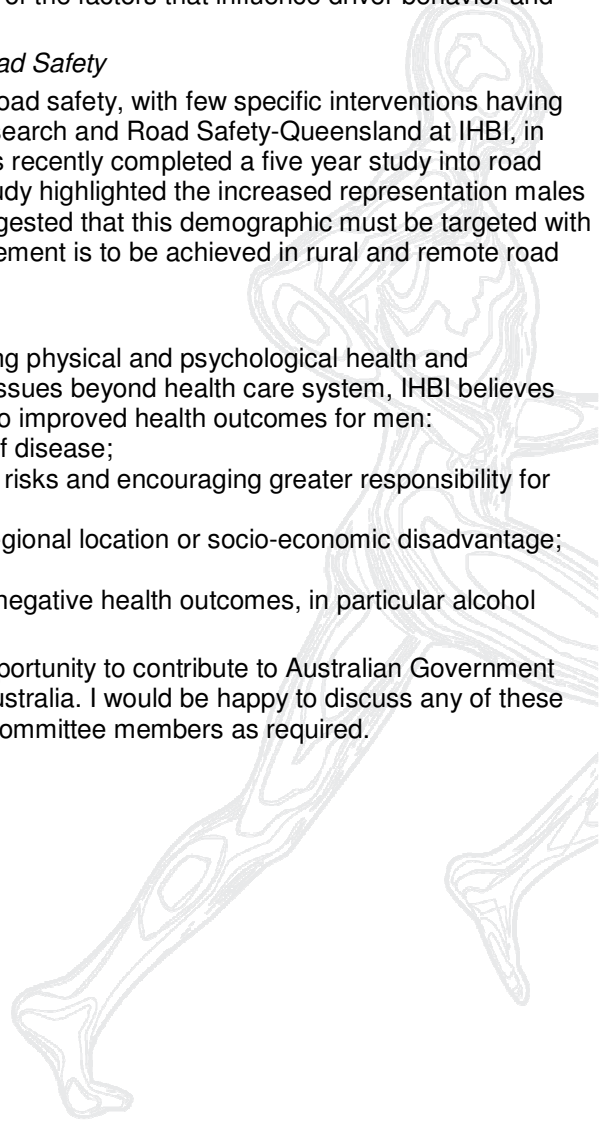 of the factors that influence driver behavior and
ad Safety
oad safety, with few specific interventions having
search and Road Safety-Queensland at IHBI, in
s recently completed a five year study into road
udy highlighted the increased representation males
gested that this demographic must be targeted with
ement is to be achieved in rural and remote road
ng physical and psychological health and
ssues beyond health care system, IHBI believes
o improved health outcomes for men:
f disease;
risks and encouraging greater responsibility for
egional location or socio-economic disadvantage;
negative health outcomes, in particular alcohol
portunity to contribute to Australian Government
ustralia. I would be happy to discuss any of these
ommittee members as required.